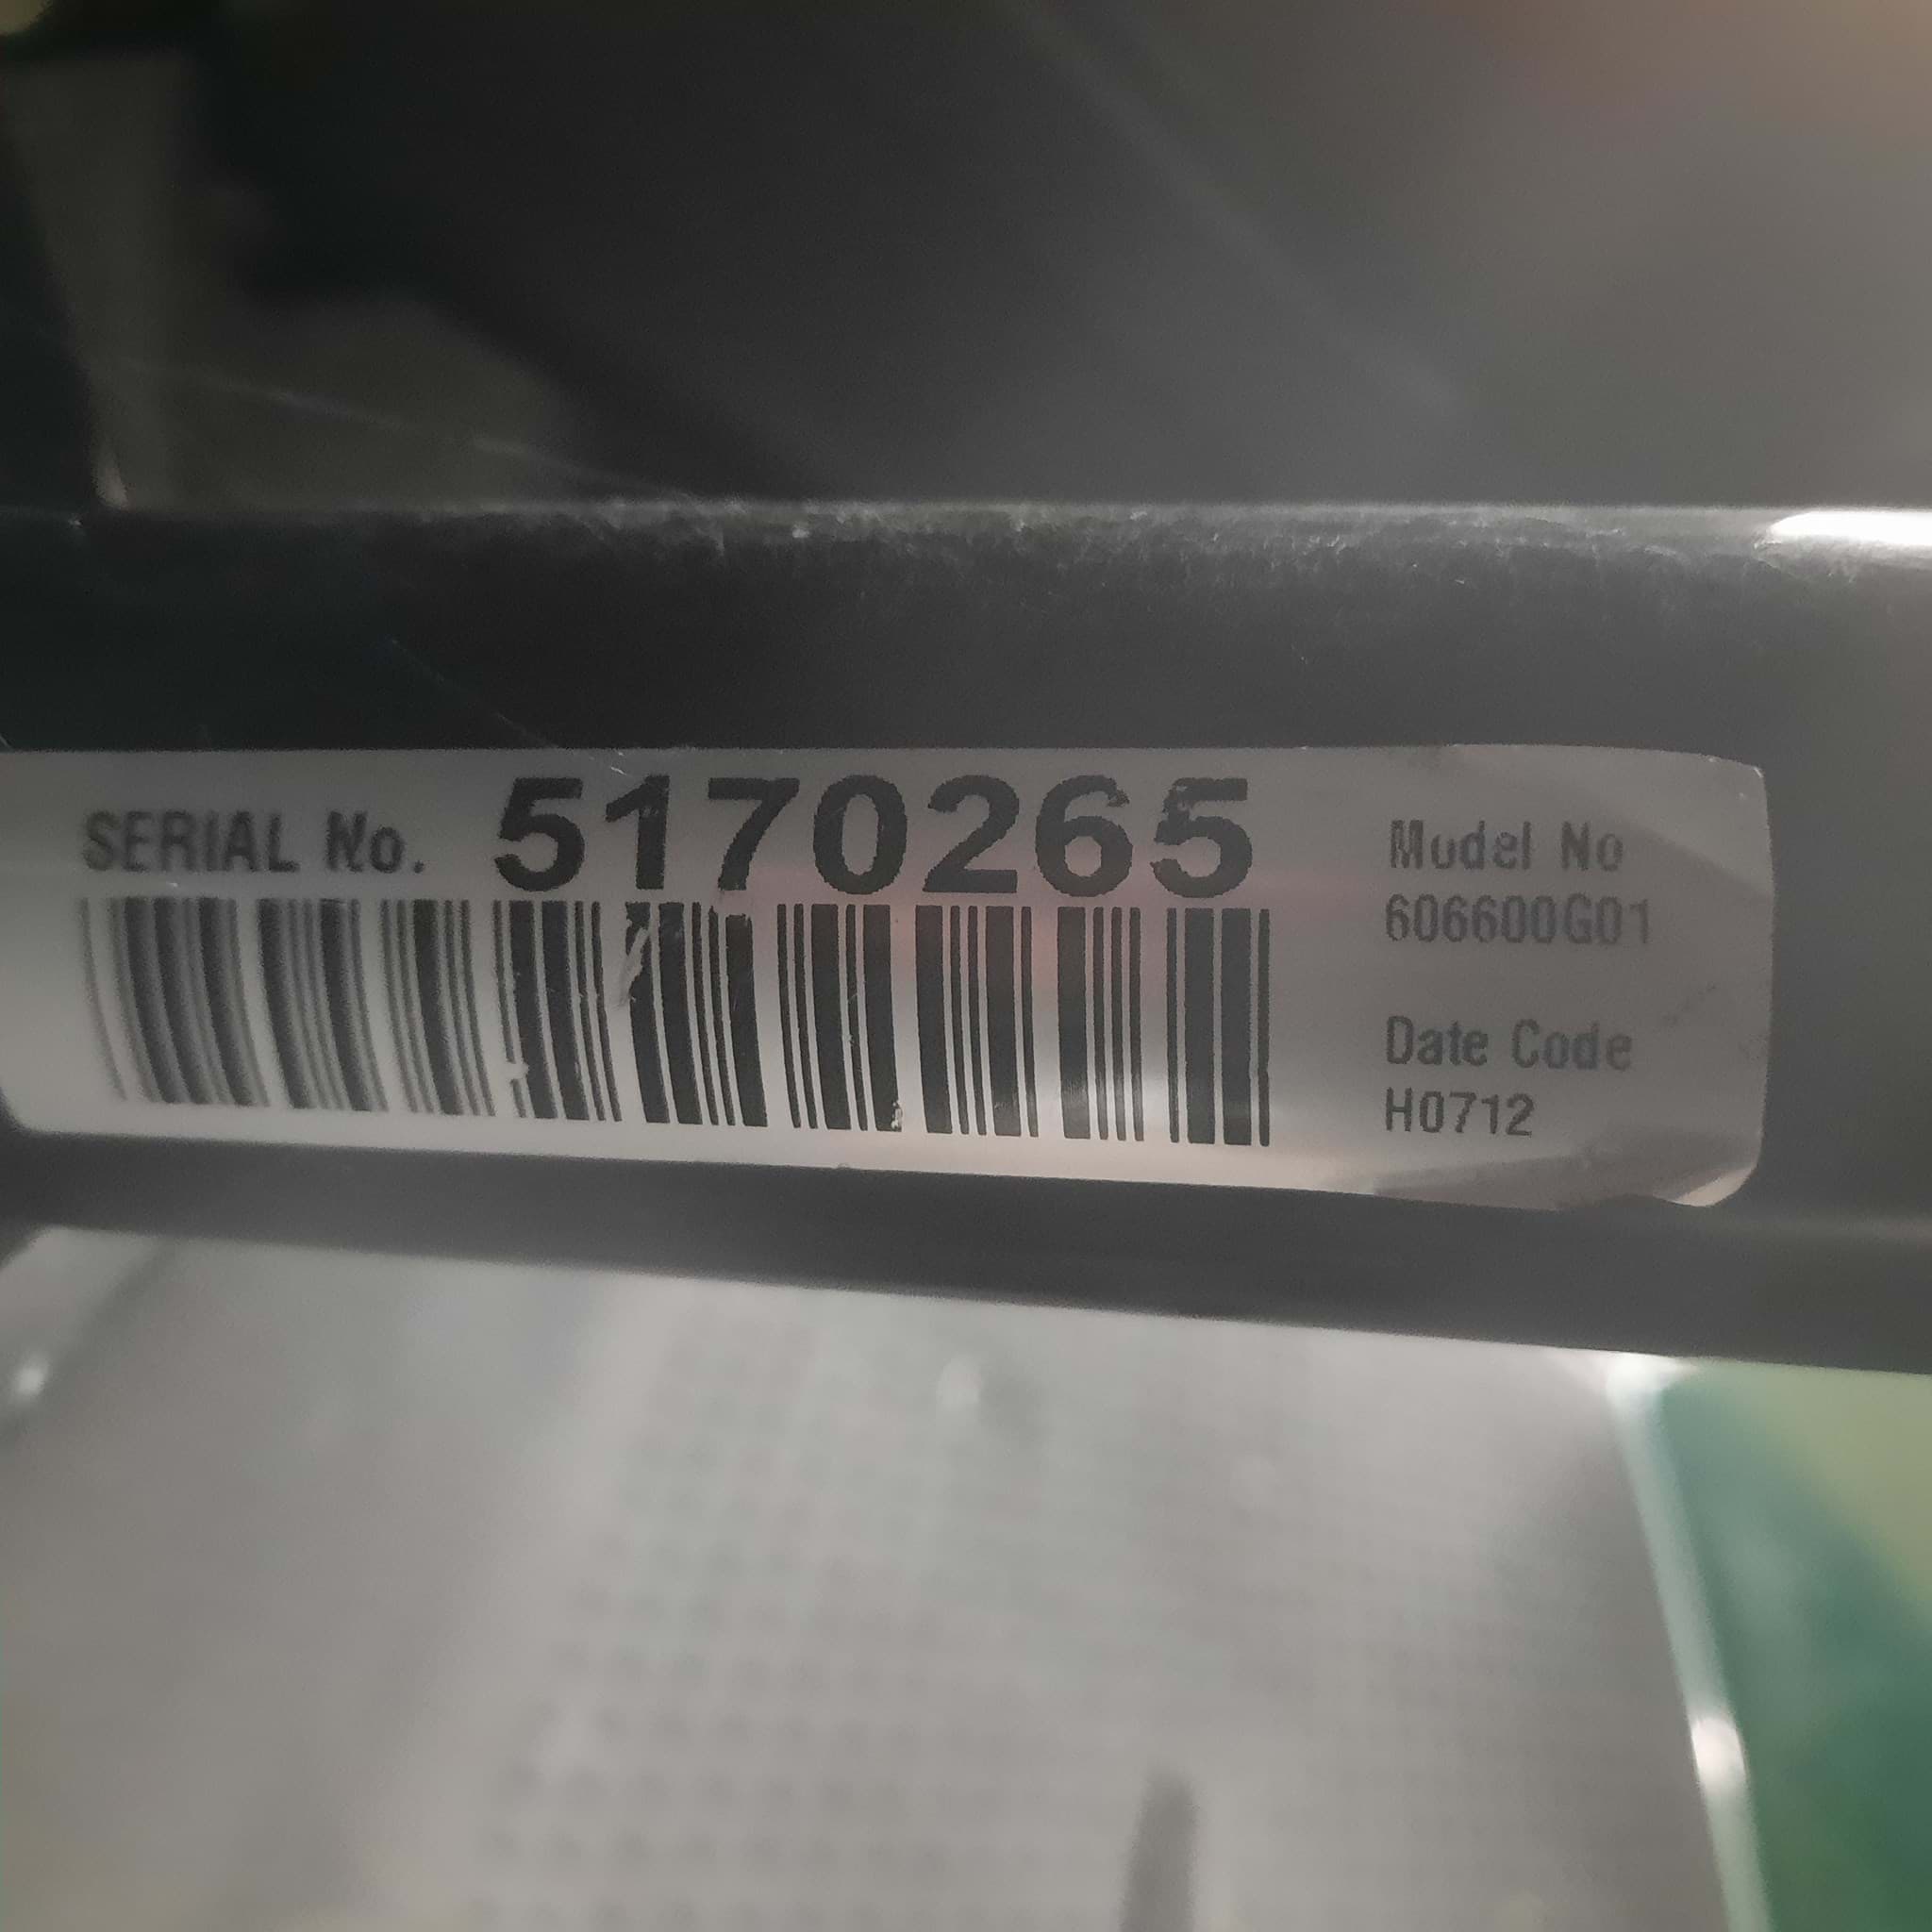 SERIAL No. 5170265
Model No
606600G01
Date Code
H0712